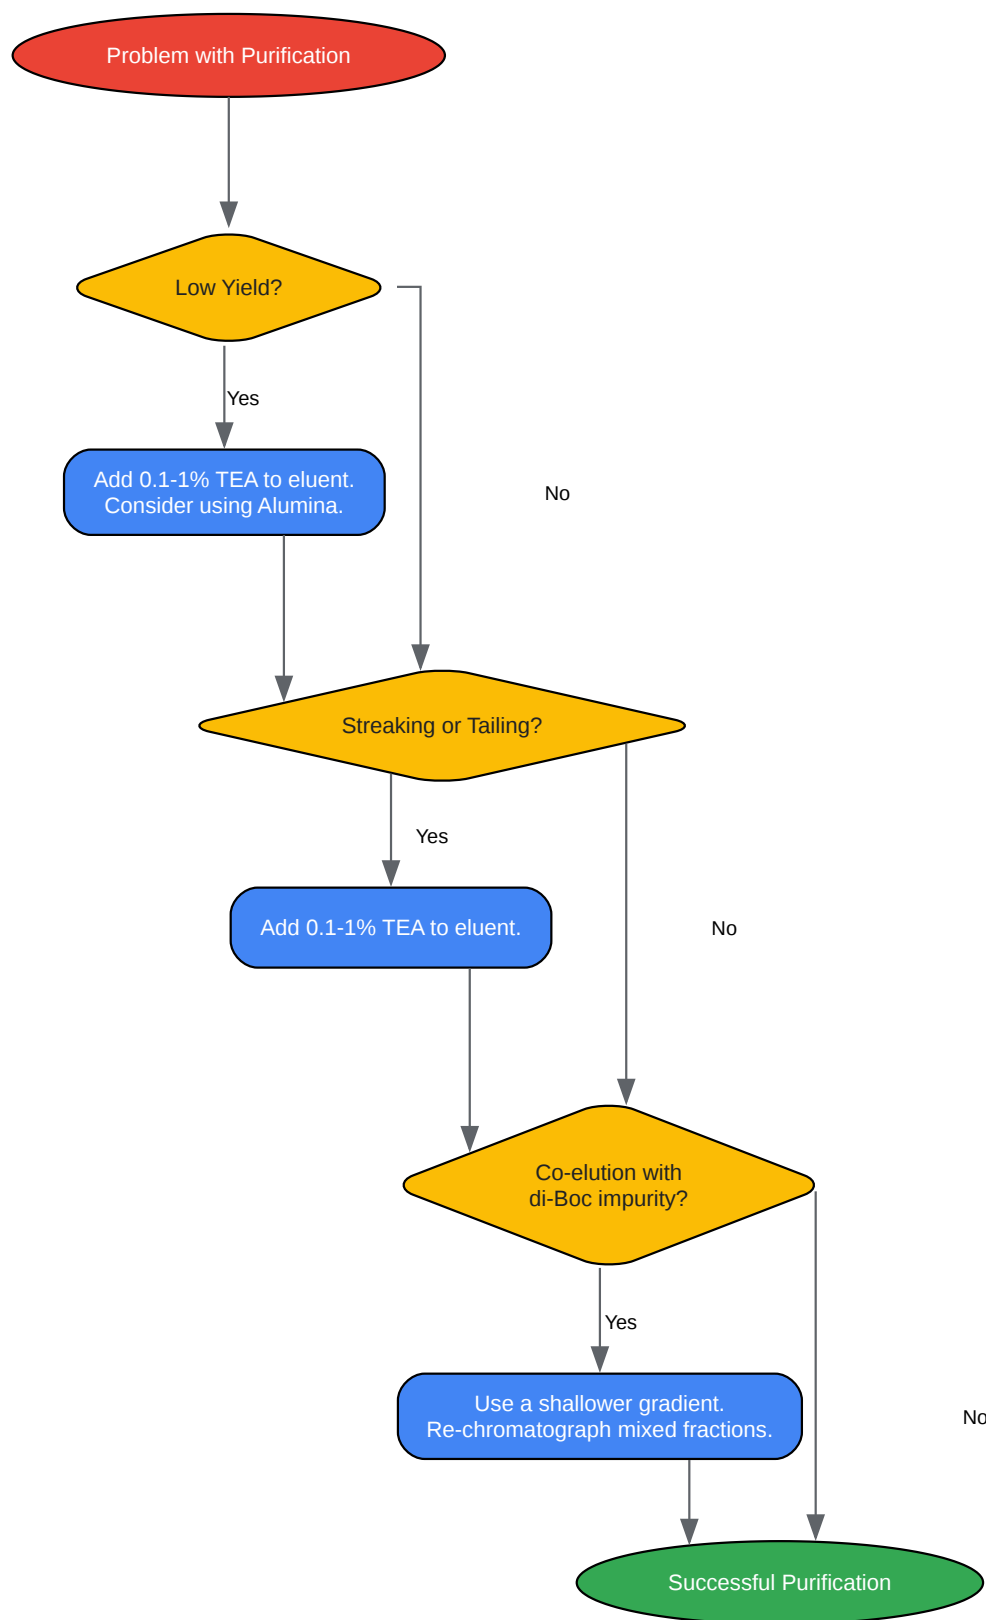 Problem with Purification
Low Yield?
Yes
Add 0.1-1% TEA to eluent.
Consider using Alumina.
No
Streaking or Tailing?
Yes
Add 0.1-1% TEA to eluent.
No
Co-elution with
di-Boc impurity?
Yes
Use a shallower gradient.
Re-chromatograph mixed fractions.
No
Successful Purification